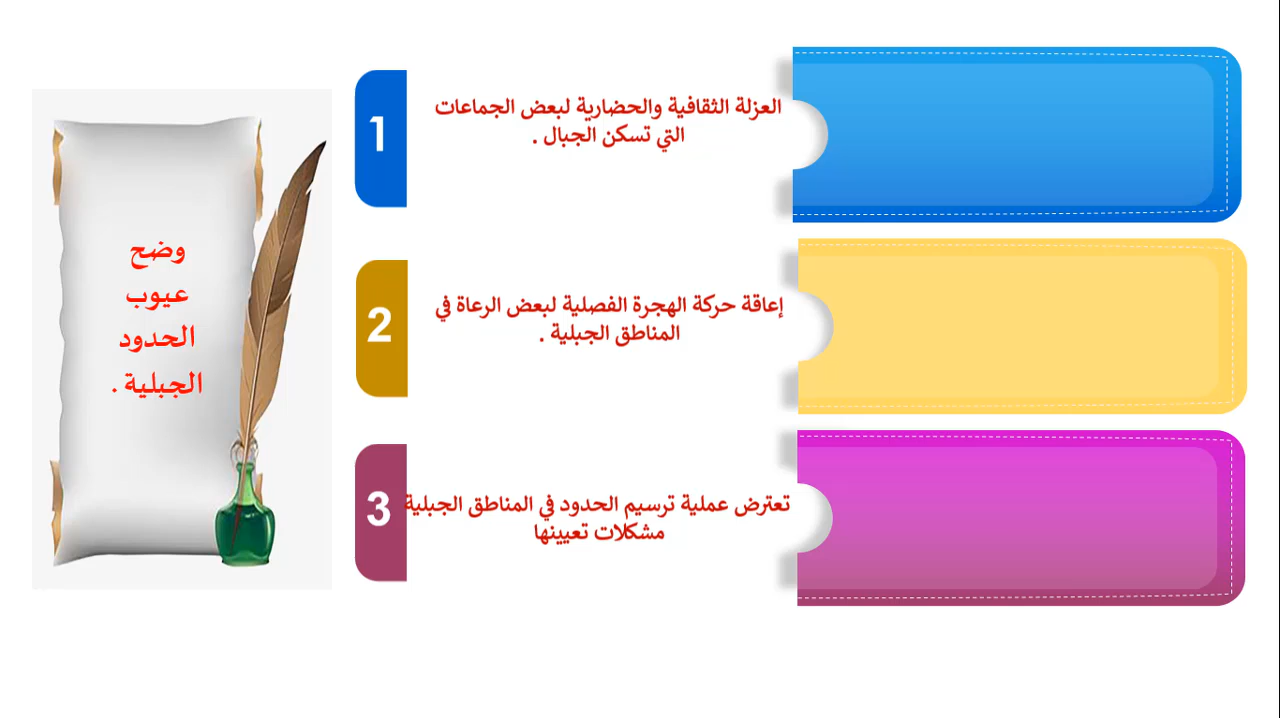 وضح
عيوب
الحدود
الجبلية .
1
العزلة الثقافية والحضارية لبعض الجماعات
التي تسكن الجبال .
2
إعاقة حركة الهجرة الفصلية لبعض الرعاة في
المناطق الجبلية .
3
تعترض عملية ترسيم الحدود في المناطق الجبلية
مشكلات تعيينها